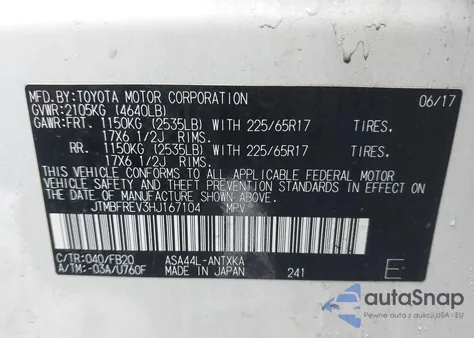 MFD.BY:TOYOTA MOTOR CORPORATION 06/17
GVWR:2105KG (4640LB)
GAWR:FRT. 1150KG (2535LB) WITH 225/65R17 TIRES.
17X6 1/2J RIMS.
RR. 1150KG (2535LB) WITH 225/65R17 TIRES.
17X6 1/2J RIMS.
THIS VEHICLE CONFORMS TO ALL APPLICABLE FEDERAL MOTOR
VEHICLE SAFETY AND THEFT PREVENTION STANDARDS IN
EFFECT ON THE DATE OF MANUFACTURE SHOWN ABOVE.
JTMBFREV3HJ167104 MPV
C/TR:040/FB20 ASA44L-ANTXKA
A/TM:-03A/U760F MADE IN JAPAN 241 E
autoSnap
Pewne auta z USA